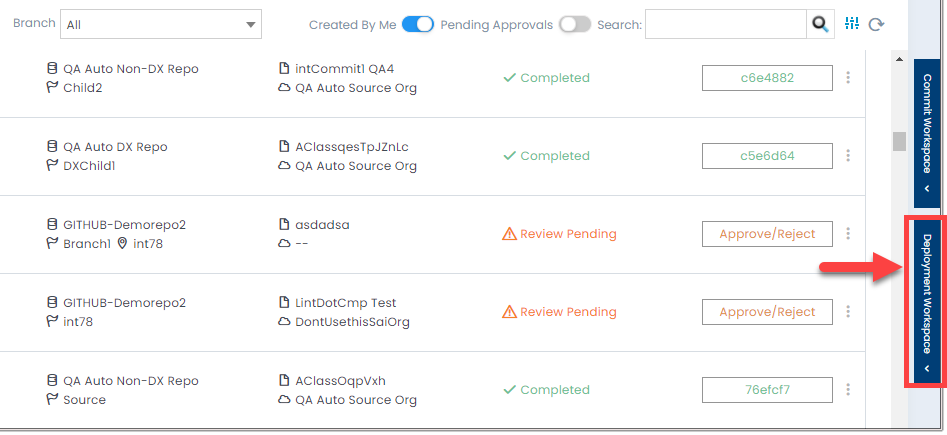 Branch All Created By Me Pending Approvals Search:
QA Auto Non-DX Repo intCommit1 QA4 Completed c6e4882
Child2 QA Auto Source Org
QA Auto DX Repo AClassqesTpJZnLc Completed c5e6d64
DXChild1 QA Auto Source Org
GITHUB-Demorepo2 asdadsa Review Pending Approve/Reject
Branch1 int78 --
GITHUB-Demorepo2 LintDotCmp Test Review Pending Approve/Reject
int78 DontUsethisSaiOrg
QA Auto Non-DX Repo AClassOqpVxh Completed 76efcf7
Source QA Auto Source Org
Commit Workspace
Deployment Workspace